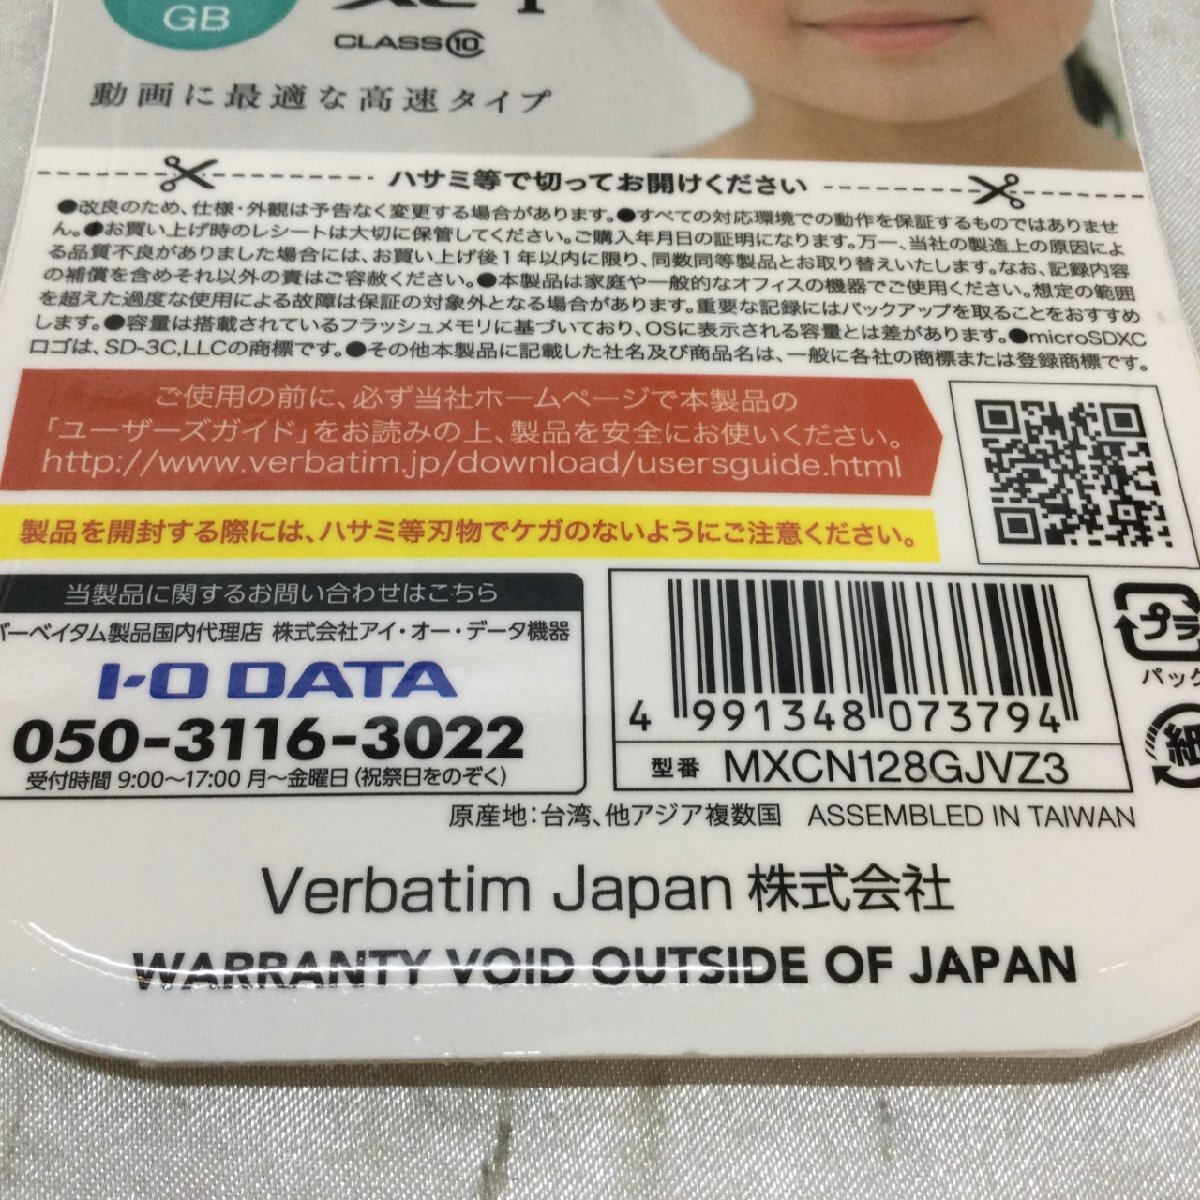 GB
CLASS10
動画に最適な高速タイプ
ハサミ等で切ってお開けください
●改良のため、仕様・外観は予告なく変更する場合があります。●すべての対応環境での動作を保証するものではありませ
ん。●お買い上げ時のレシートは大切に保管してください。ご購入年月日の証明になります。万一、当社の製造上の原因によ
る品質不良がありました場合には、お買い上げ後1年以内に限り、同数同等製品とお取り替えいたします。なお、記録内容
の補償を含めそれ以外の責はご容赦ください。●本製品は家庭や一般的なオフィスの機器でご使用ください。想定の範囲
を超えた過度な使用による故障は保証の対象外となる場合があります。重要な記録にはバックアップを取ることをおすすめ
します。●容量は搭載されているフラッシュメモリに基づいており、OSに表示される容量とは差があります。●microSDXC
ロゴは、SD-3C,LLCの商標です。●その他本製品に記載した社名及び商品名は、一般に各社の商標または登録商標です。
ご使用の前に、必ず当社ホームページで本製品の
「ユーザーズガイド」をお読みの上、製品を安全にお使いください。
http://www.verbatim.jp/download/usersguide.html
製品を開封する際には、ハサミ等刃物でケガのないようにご注意ください。
当製品に関するお問い合わせはこちら
バーベイタム製品国内代理店 株式会社アイ・オー・データ機器
I-O DATA
050-3116-3022
受付時間 9:00～17:00 月～金曜日(祝祭日をのぞく)
4 991348 073794
型番 MXCN128GJVZ3
プラ
パック
紙
原産地：台湾、他アジア複数国 ASSEMBLED IN TAIWAN
Verbatim Japan 株式会社
WARRANTY VOID OUTSIDE OF JAPAN